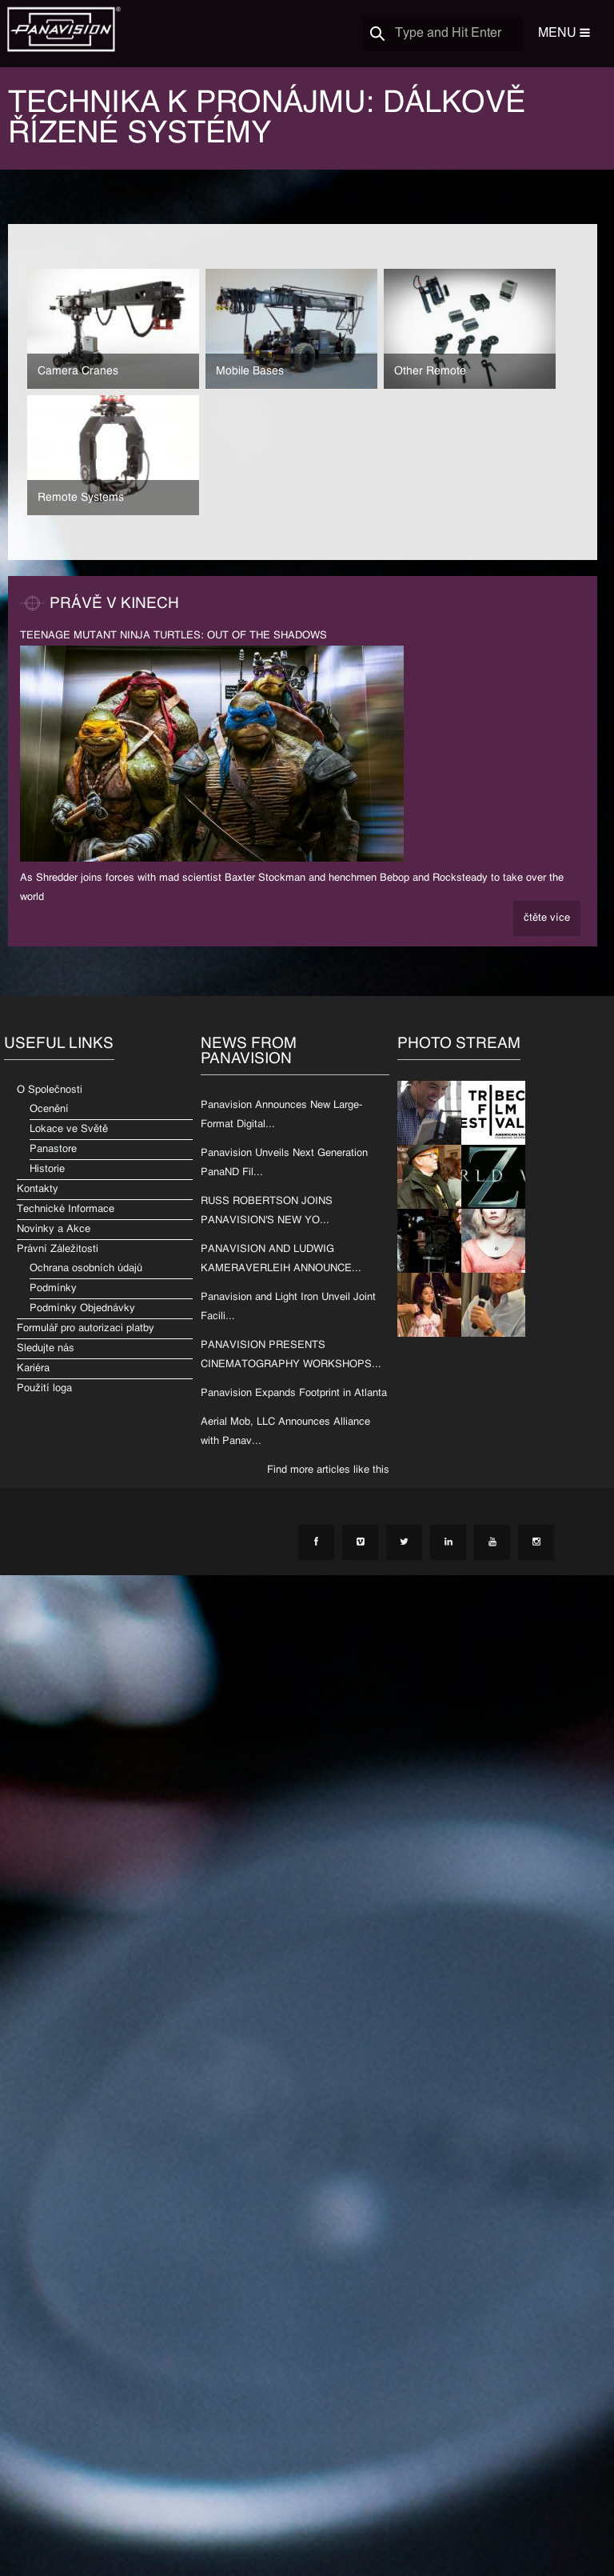 PANAVISION®
Type and Hit Enter
MENU
TECHNIKA K PRONÁJMU: DÁLKOVĚ
ŘÍZENÉ SYSTÉMY
Camera Cranes
Mobile Bases
Other Remote
Remote Systems
PRÁVĚ V KINECH
TEENAGE MUTANT NINJA TURTLES: OUT OF THE SHADOWS
As Shredder joins forces with mad scientist Baxter Stockman and henchmen Bebop and Rocksteady to take over the
world
čtěte více
USEFUL LINKS
O Společnosti
Ocenění
Lokace ve Světě
Panastore
Historie
Kontakty
Technické Informace
Novinky a Akce
Právní Záležitosti
Ochrana osobních údajů
Podmínky
Podmínky Objednávky
Formulář pro autorizaci platby
Sledujte nás
Kariéra
Použití loga
NEWS FROM
PANAVISION
Panavision Announces New Large-
Format Digital...
Panavision Unveils Next Generation
PanaND Fil...
RUSS ROBERTSON JOINS
PANAVISION'S NEW YO...
PANAVISION AND LUDWIG
KAMERAVERLEIH ANNOUNCE...
Panavision and Light Iron Unveil Joint
Facili...
PANAVISION PRESENTS
CINEMATOGRAPHY WORKSHOPS...
Panavision Expands Footprint in Atlanta
Aerial Mob, LLC Announces Alliance
with Panav...
Find more articles like this
PHOTO STREAM
TRIBEC
FILM
EST VAL
RLD Z W